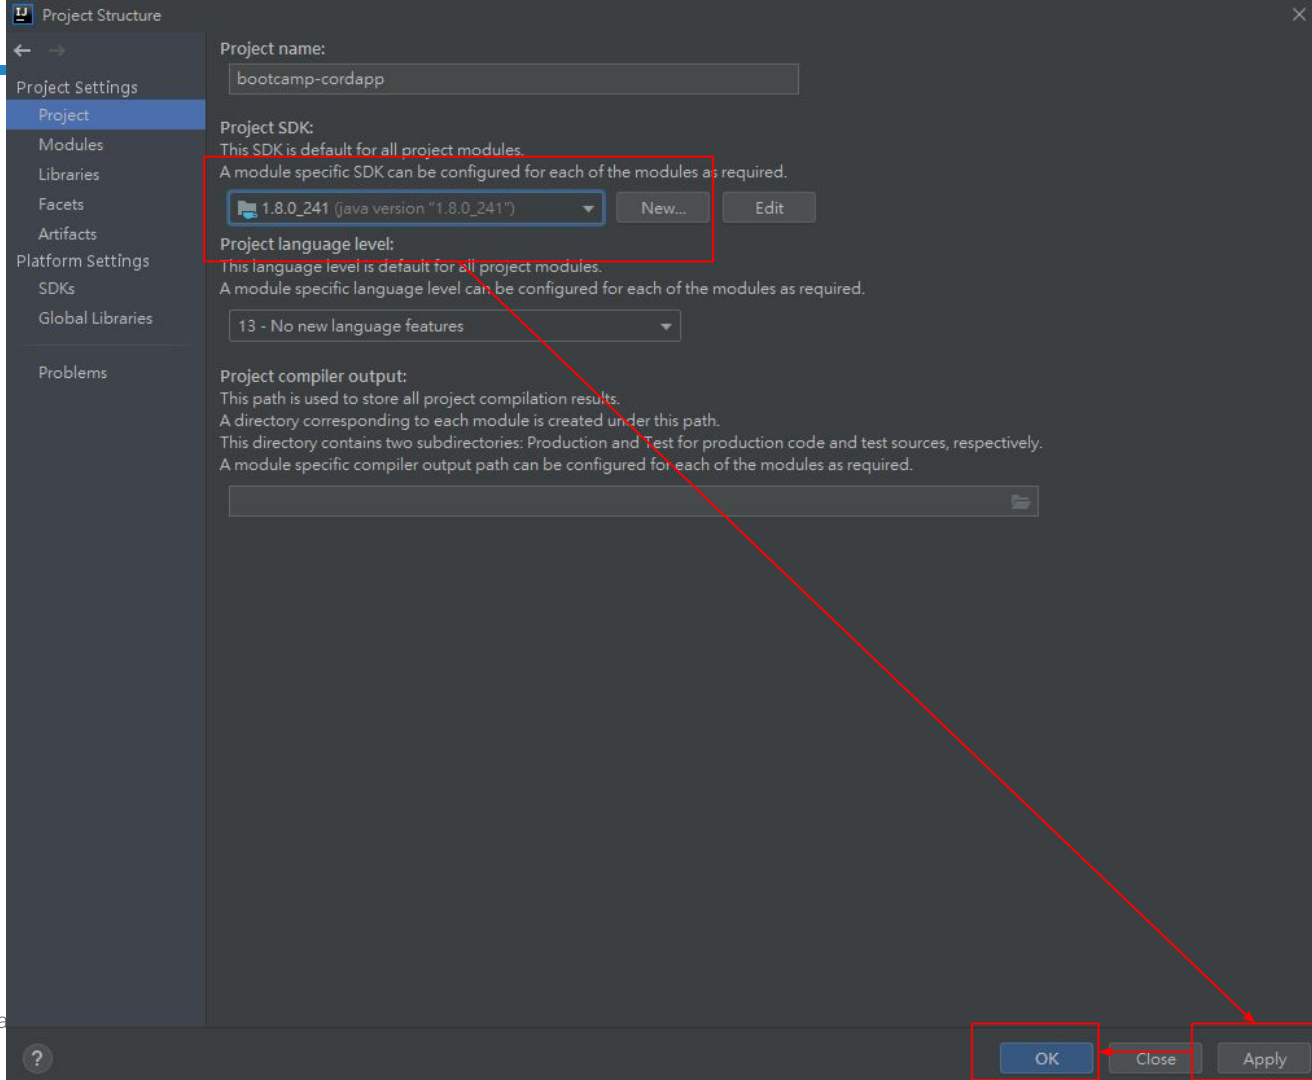 Project Structure
Project name:
bootcamp-cordapp
Project Settings
Project
Modules
Libraries
Facets
Artifacts
Platform Settings
SDKs
Global Libraries
Problems
Project SDK:
This SDK is default for all project modules.
A module specific SDK can be configured for each of the modules as required.
1.8.0_241 (java version "1.8.0_241")
New...
Edit
Project language level:
This language level is default for all project modules.
A module specific language level can be configured for each of the modules as required.
13 - No new language features
Project compiler output:
This path is used to store all project compilation results.
A directory corresponding to each module is created under this path.
This directory contains two subdirectories: Production and Test for production code and test sources, respectively.
A module specific compiler output path can be configured for each of the modules as required.
?
OK
Close
Apply